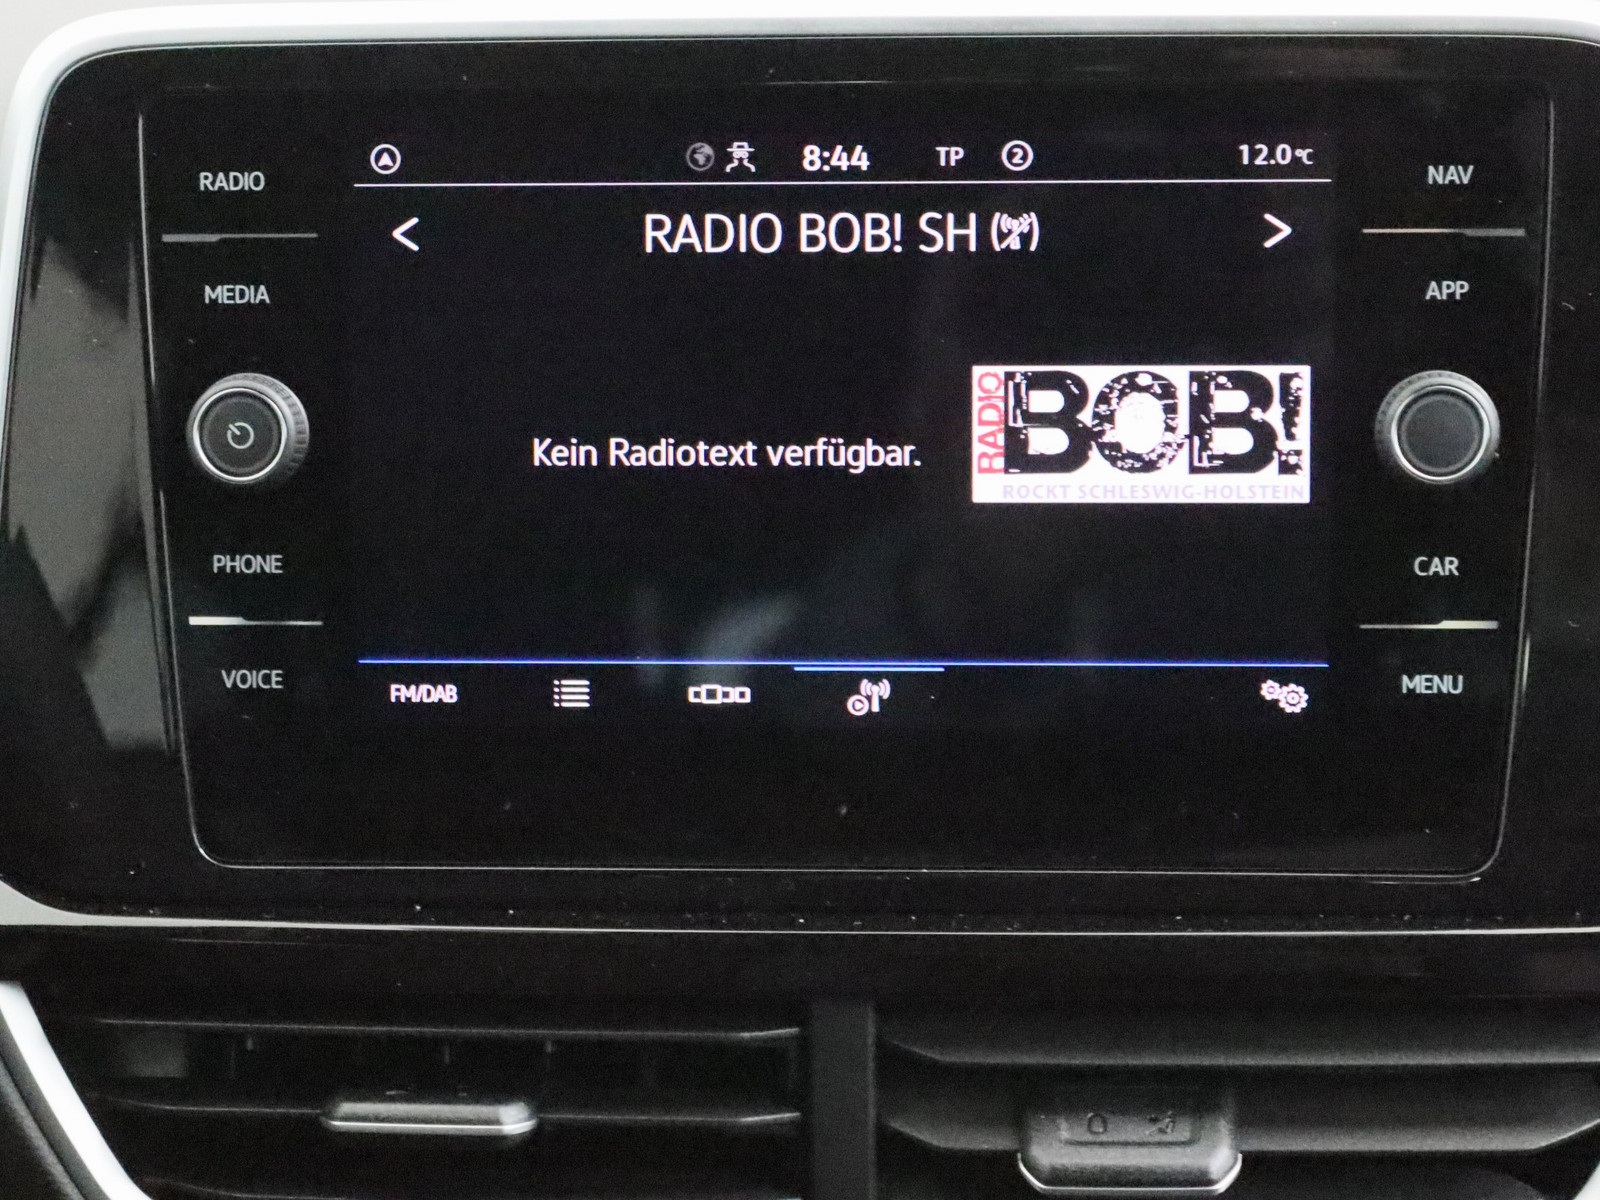 RADIO
MEDIA
PHONE
VOICE
8:44 TP 2 12.0°C
< RADIO BOB! SH >
Kein Radiotext verfügbar.
RADIO BOB!
ROCKT SCHLESWIG-HOLSTEIN
FM/DAB
NAV
APP
CAR
MENU